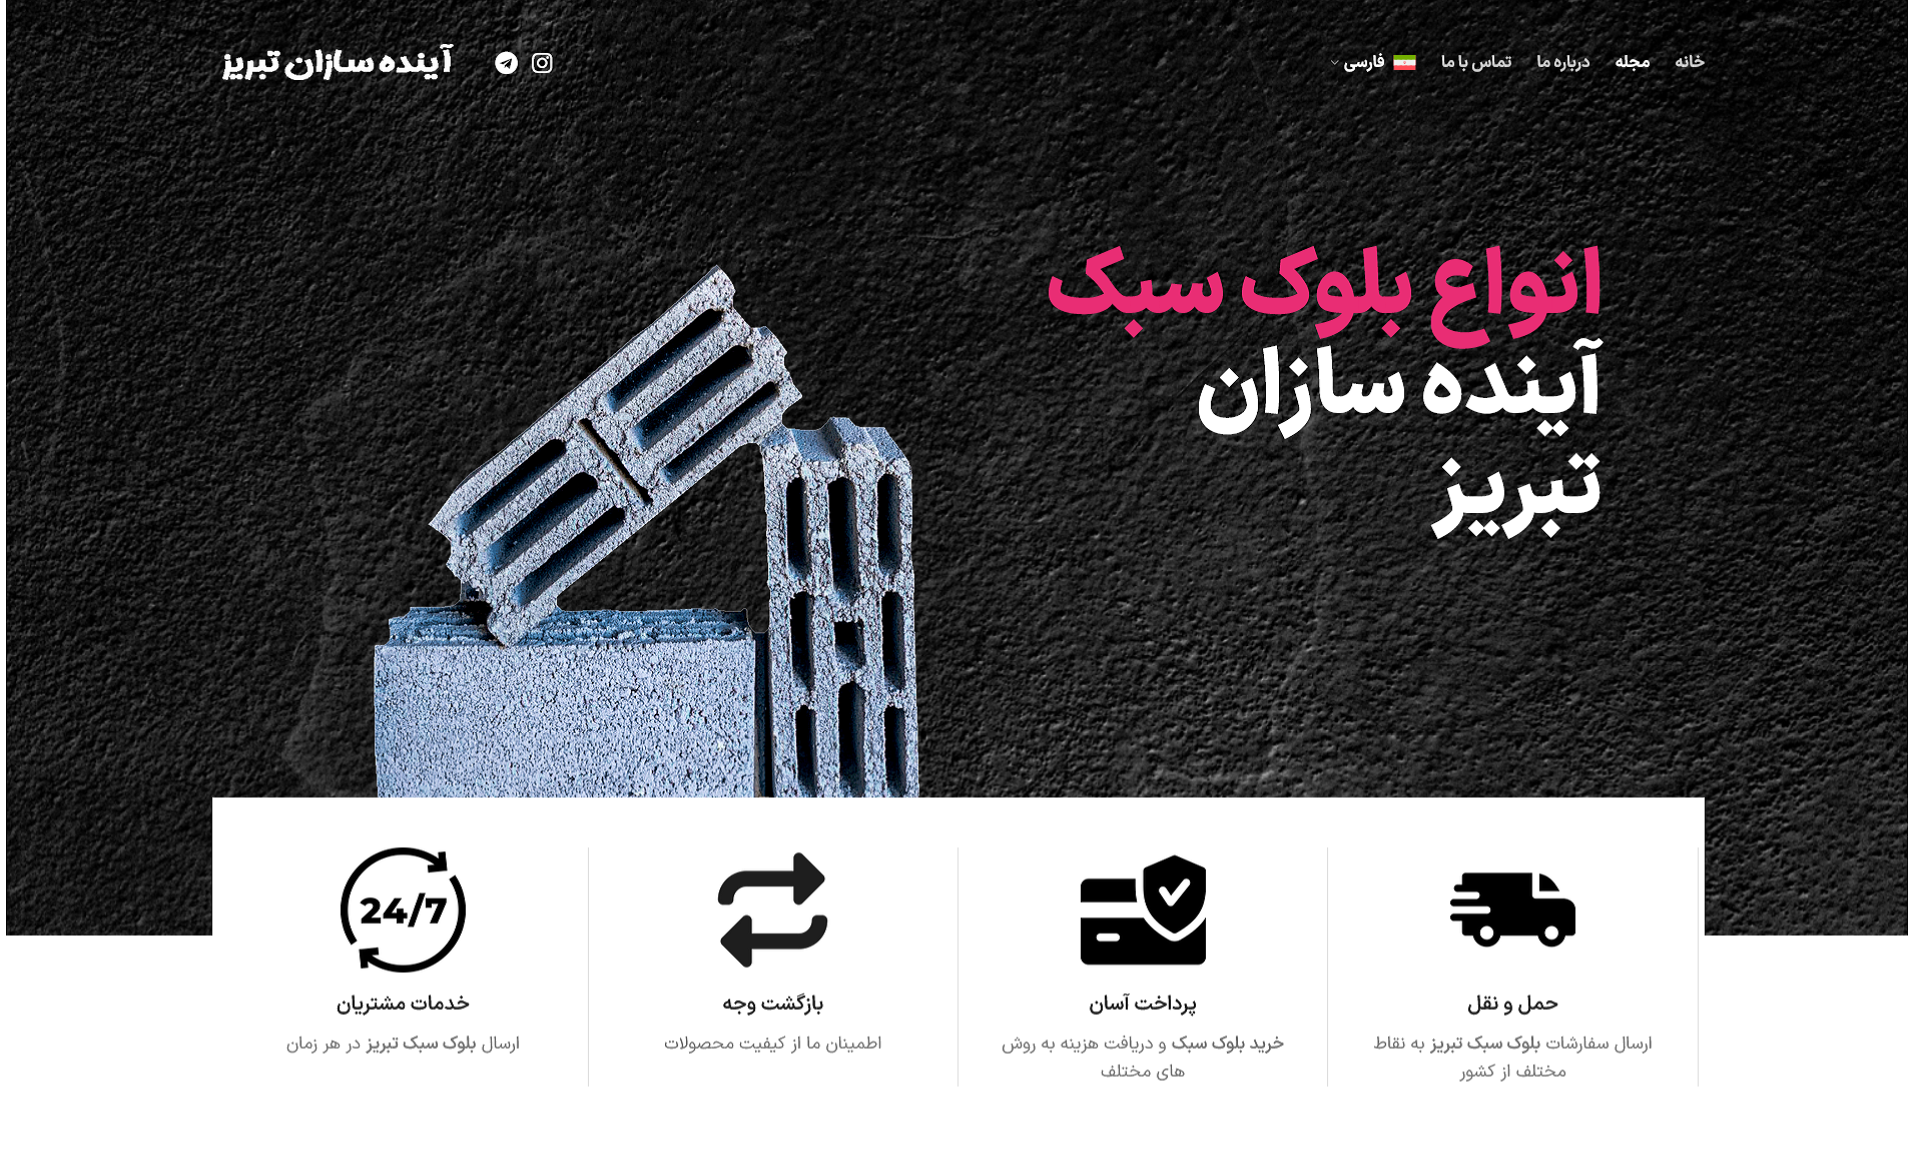 خانه
مجله
درباره ما
تماس با ما
فارسی
آینده سازان تبریز
انواع بلوک سبک
آینده سازان
تبریز
حمل و نقل
ارسال سفارشات بلوک سبک تبریز به نقاط
مختلف از کشور
پرداخت آسان
خرید بلوک سبک و دریافت هزینه به روش
های مختلف
بازگشت وجه
اطمینان ما از کیفیت محصولات
24/7
خدمات مشتریان
ارسال بلوک سبک تبریز در هر زمان